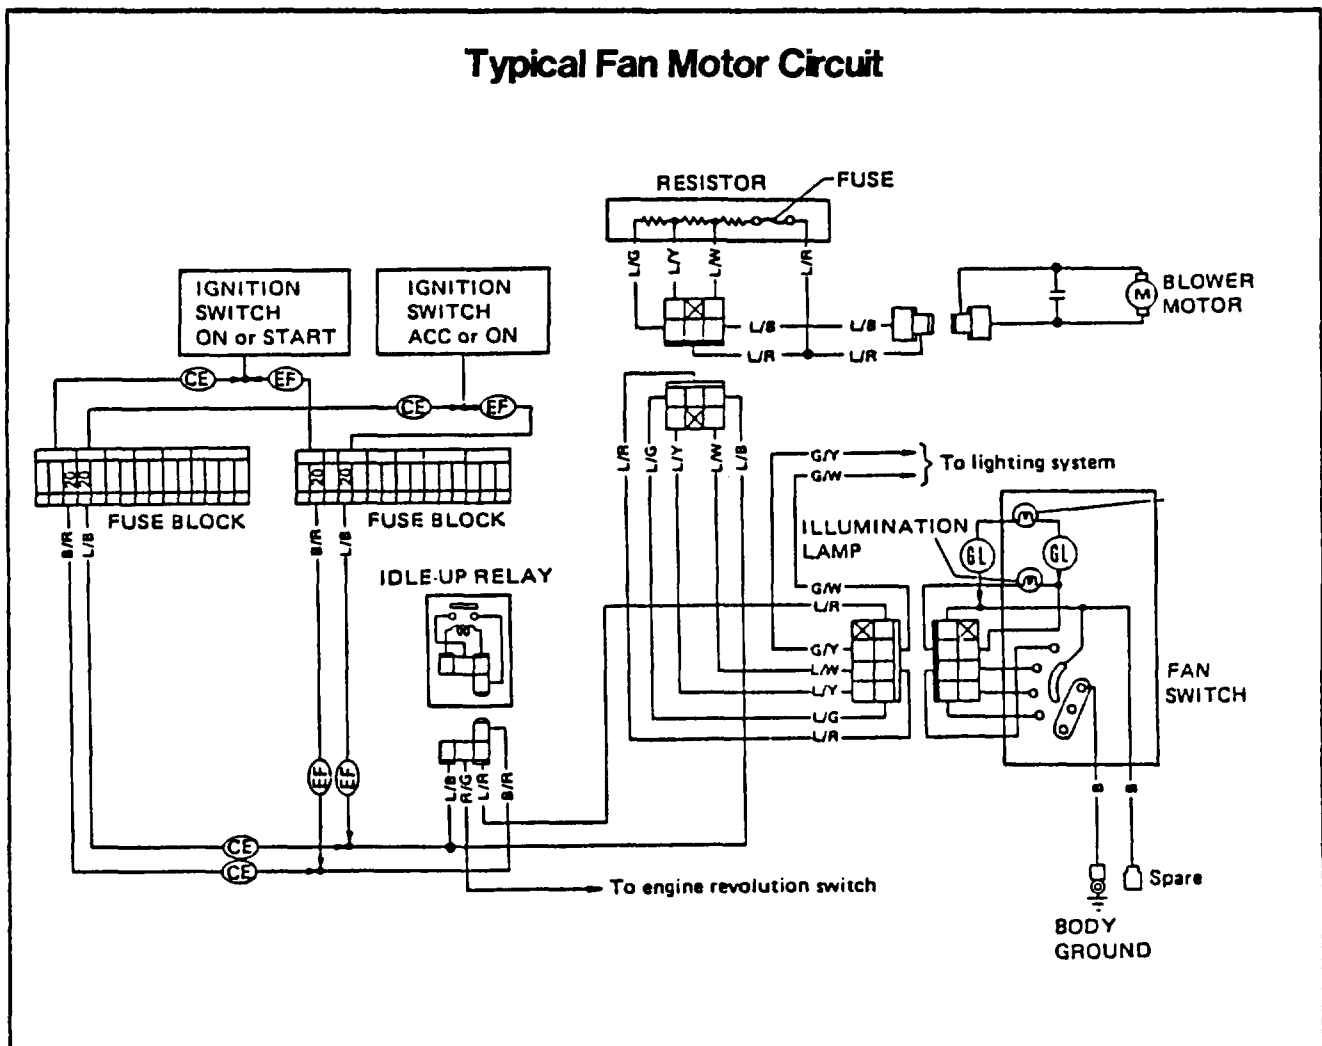 Typical Fan Motor Circuit
RESISTOR
FUSE
L/G
L/Y
L/W
L/R
IGNITION
SWITCH
ON or START
IGNITION
SWITCH
ACC or ON
M
BLOWER
MOTOR
L/B
L/B
L/R
L/R
CE
EF
CE
EF
20
20
20
20
FUSE BLOCK
FUSE BLOCK
B/R
L/B
B/R
L/B
L/R
L/G
L/Y
L/W
L/B
G/Y
G/W
To lighting system
ILLUMINATION
LAMP
GL
GL
IDLE-UP RELAY
G/W
L/R
G/Y
L/W
L/Y
L/G
L/R
FAN
SWITCH
EF
EF
L/B
R/G
L/R
B/R
B
B
CE
CE
To engine revolution switch
Spare
BODY
GROUND